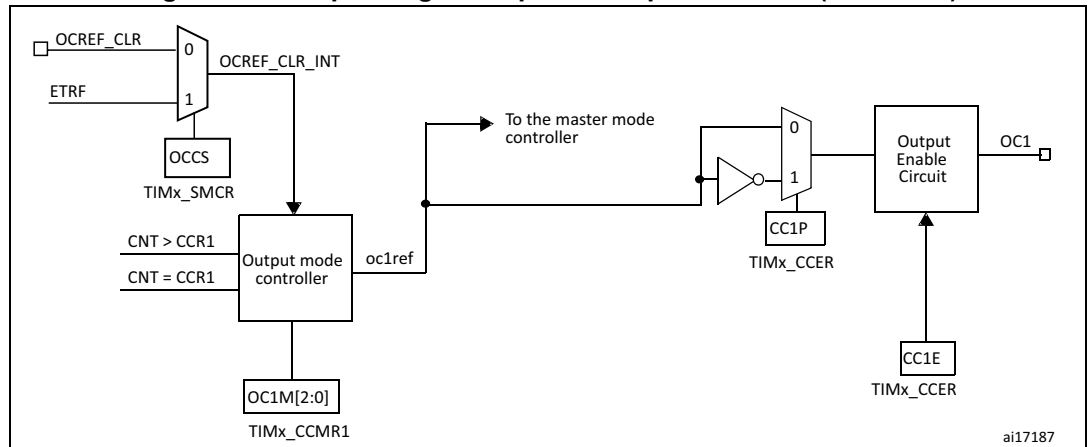 OCREF_CLR
0
OCREF_CLR_INT
ETRF
1
OCCS
TIMx_SMCR
To the master mode
controller
0
1
CC1P
TIMx_CCER
Output
Enable
Circuit
OC1
CNT > CCR1
CNT = CCR1
Output mode
controller
oc1ref
OC1M[2:0]
TIMx_CCMR1
CC1E
TIMx_CCER
ai17187